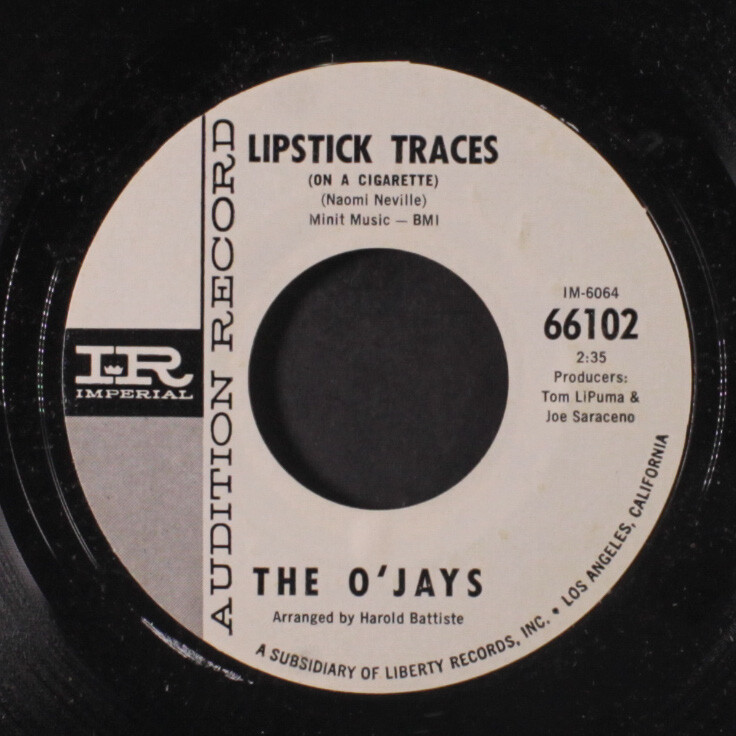 LIPSTICK TRACES
(ON A CIGARETTE)
(Naomi Neville)
Minit Music — BMI
AUDITION RECORD
IR
IMPERIAL
IM-6064
66102
2:35
Producers:
Tom LiPuma &
Joe Saraceno
THE O'JAYS
Arranged by Harold Battiste
A SUBSIDIARY OF LIBERTY RECORDS, INC. • LOS ANGELES, CALIFORNIA